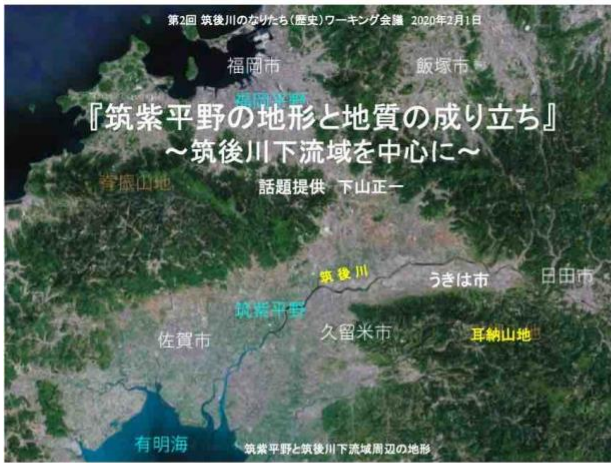 第2回 筑後川のなりたち(歴史)ワーキング会議 2020年2月1日
福岡市
飯塚市
福岡平野
『筑紫平野の地形と地質の成り立ち』
～筑後川下流域を中心に～
脊振山地
話題提供 下山正一
筑後川
うきは市
日田市
筑紫平野
佐賀市
久留米市
耳納山地
有明海
筑紫平野と筑後川下流域周辺の地形